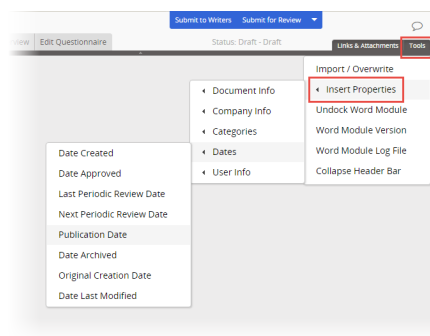 Submit to Writers Submit for Review
Edit Questionnaire
Status: Draft - Draft
Links & Attachments Tools
Import / Overwrite
Insert Properties
Undock Word Module
Word Module Version
Word Module Log File
Collapse Header Bar
Document Info
Company Info
Categories
Dates
User Info
Date Created
Date Approved
Last Periodic Review Date
Next Periodic Review Date
Publication Date
Date Archived
Original Creation Date
Date Last Modified